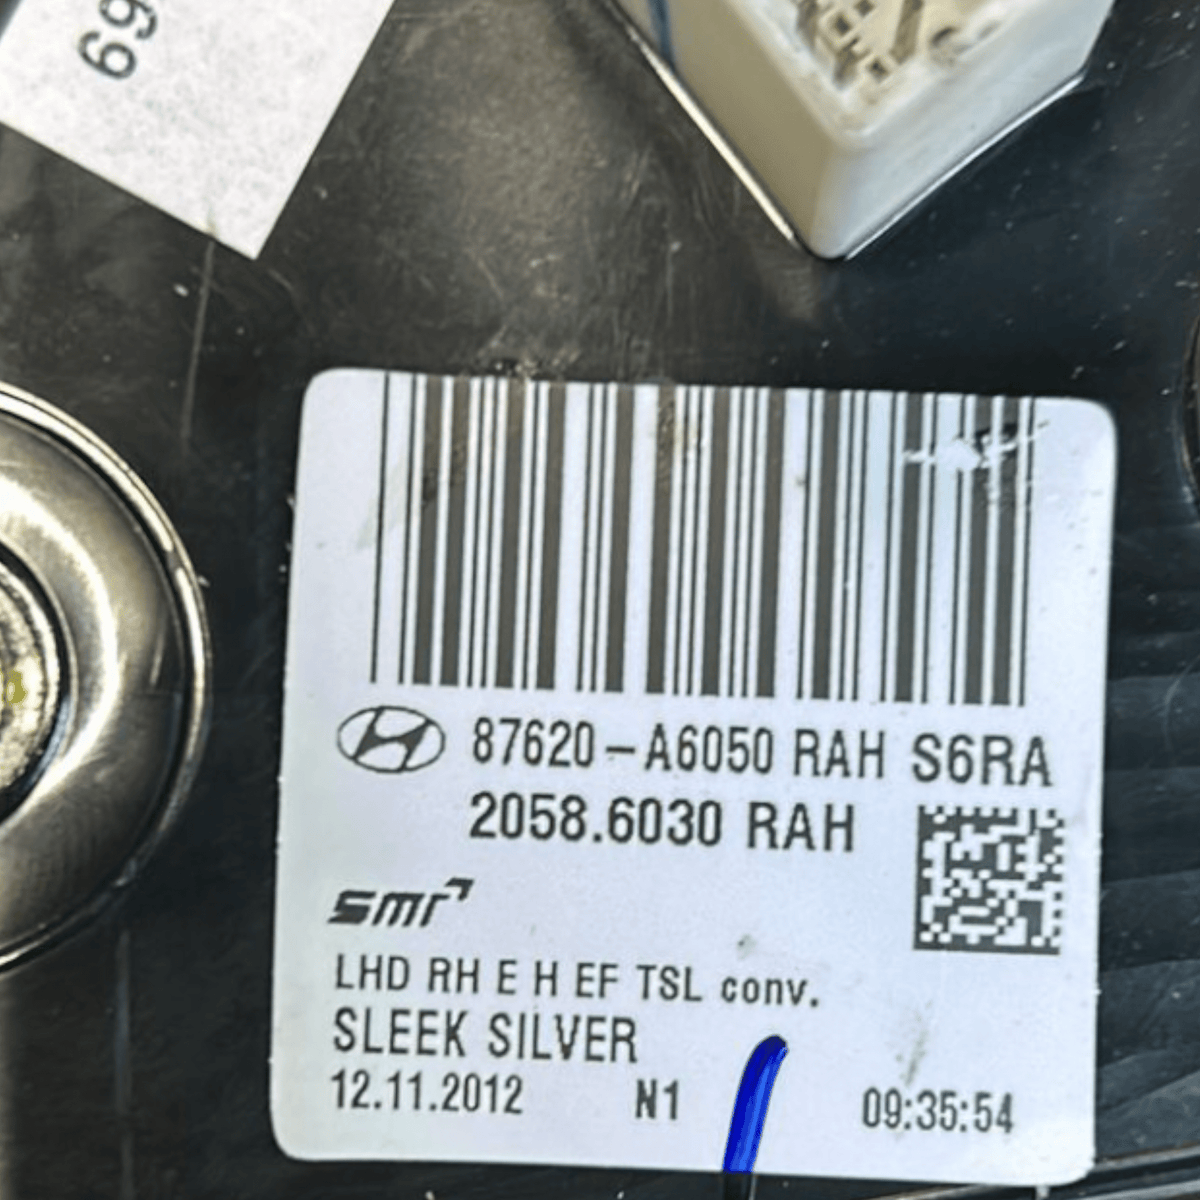 69
87620-A6050 RAH S6RA
2058.6030 RAH
smr
LHD RH E H EF TSL conv.
SLEEK SILVER
12.11.2012 N1 09:35:54